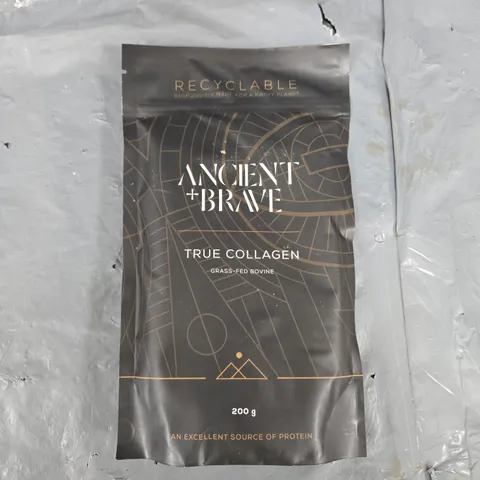 RECYCLABLE
ANCIENT
+BRAVE
TRUE COLLAGEN
GRASS-FED BOVINE
200 g
AN EXCELLENT SOURCE OF PROTEIN